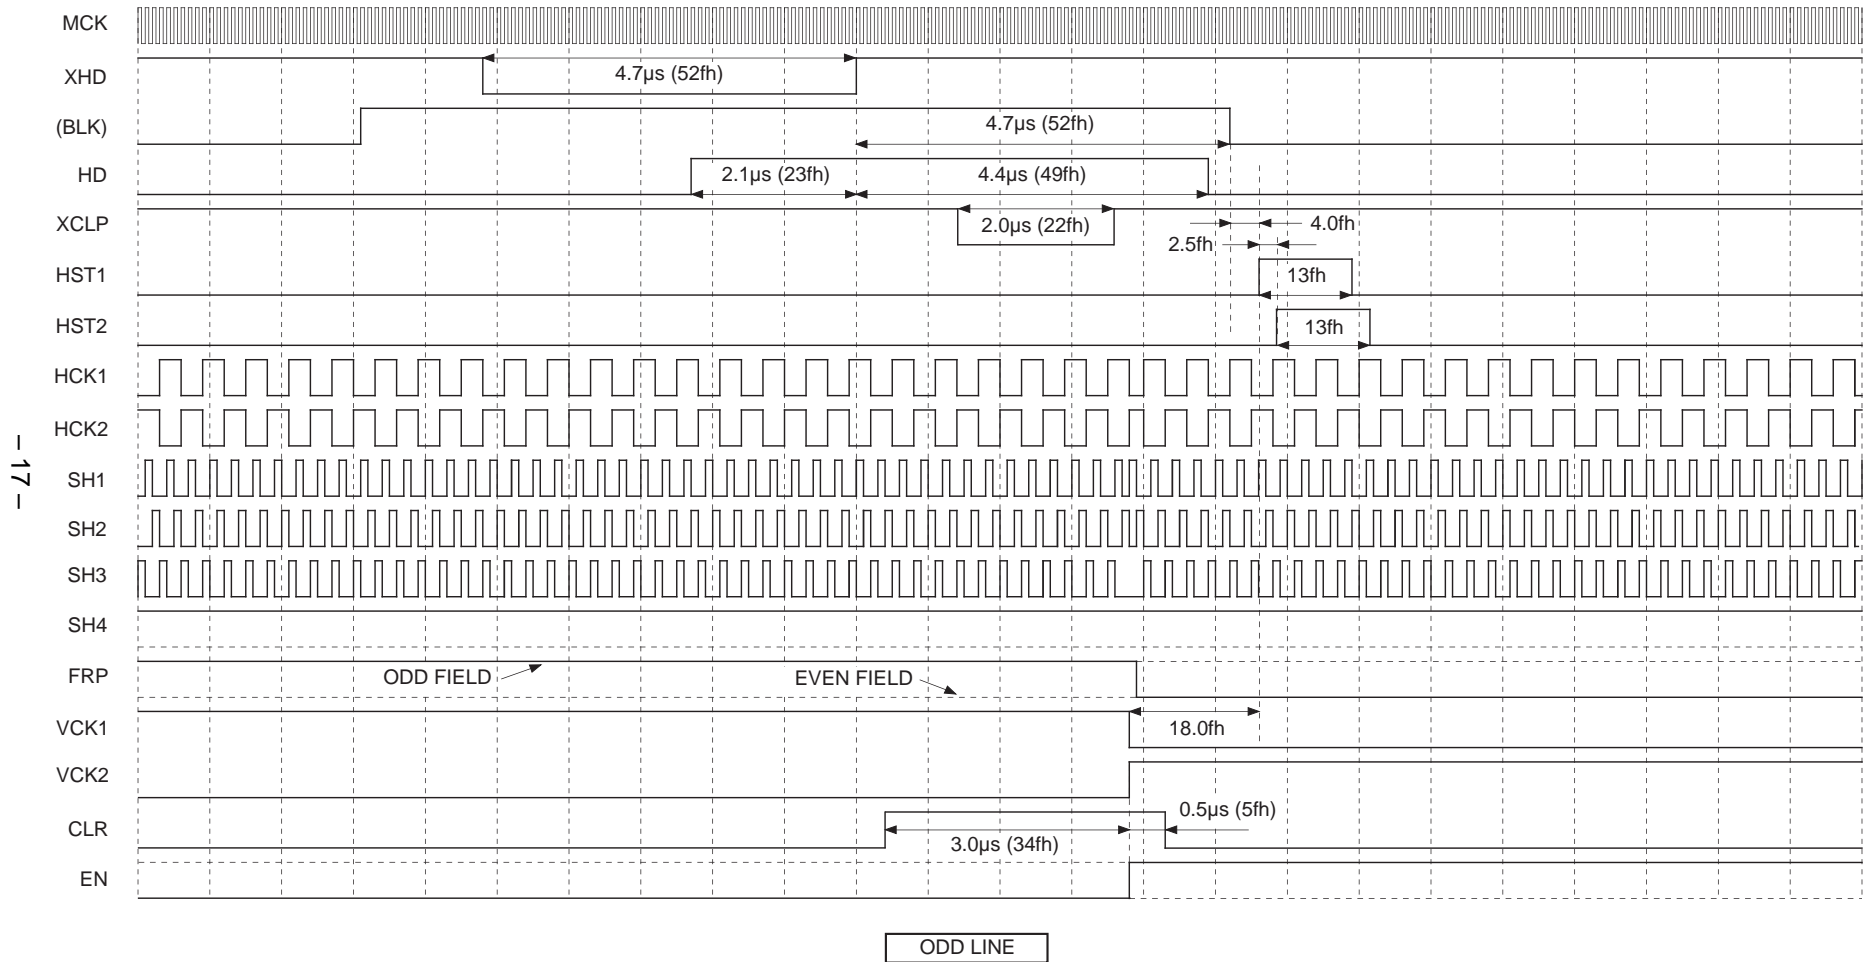 MCK
XHD
4.7µs (52fh)
(BLK)
4.7µs (52fh)
HD
2.1µs (23fh)
4.4µs (49fh)
XCLP
2.0µs (22fh)
4.0fh
2.5fh
HST1
13fh
HST2
13fh
HCK1
HCK2
– 17 –
SH1
SH2
SH3
SH4
FRP
ODD FIELD
EVEN FIELD
VCK1
18.0fh
VCK2
CLR
0.5µs (5fh)
3.0µs (34fh)
EN
ODD LINE